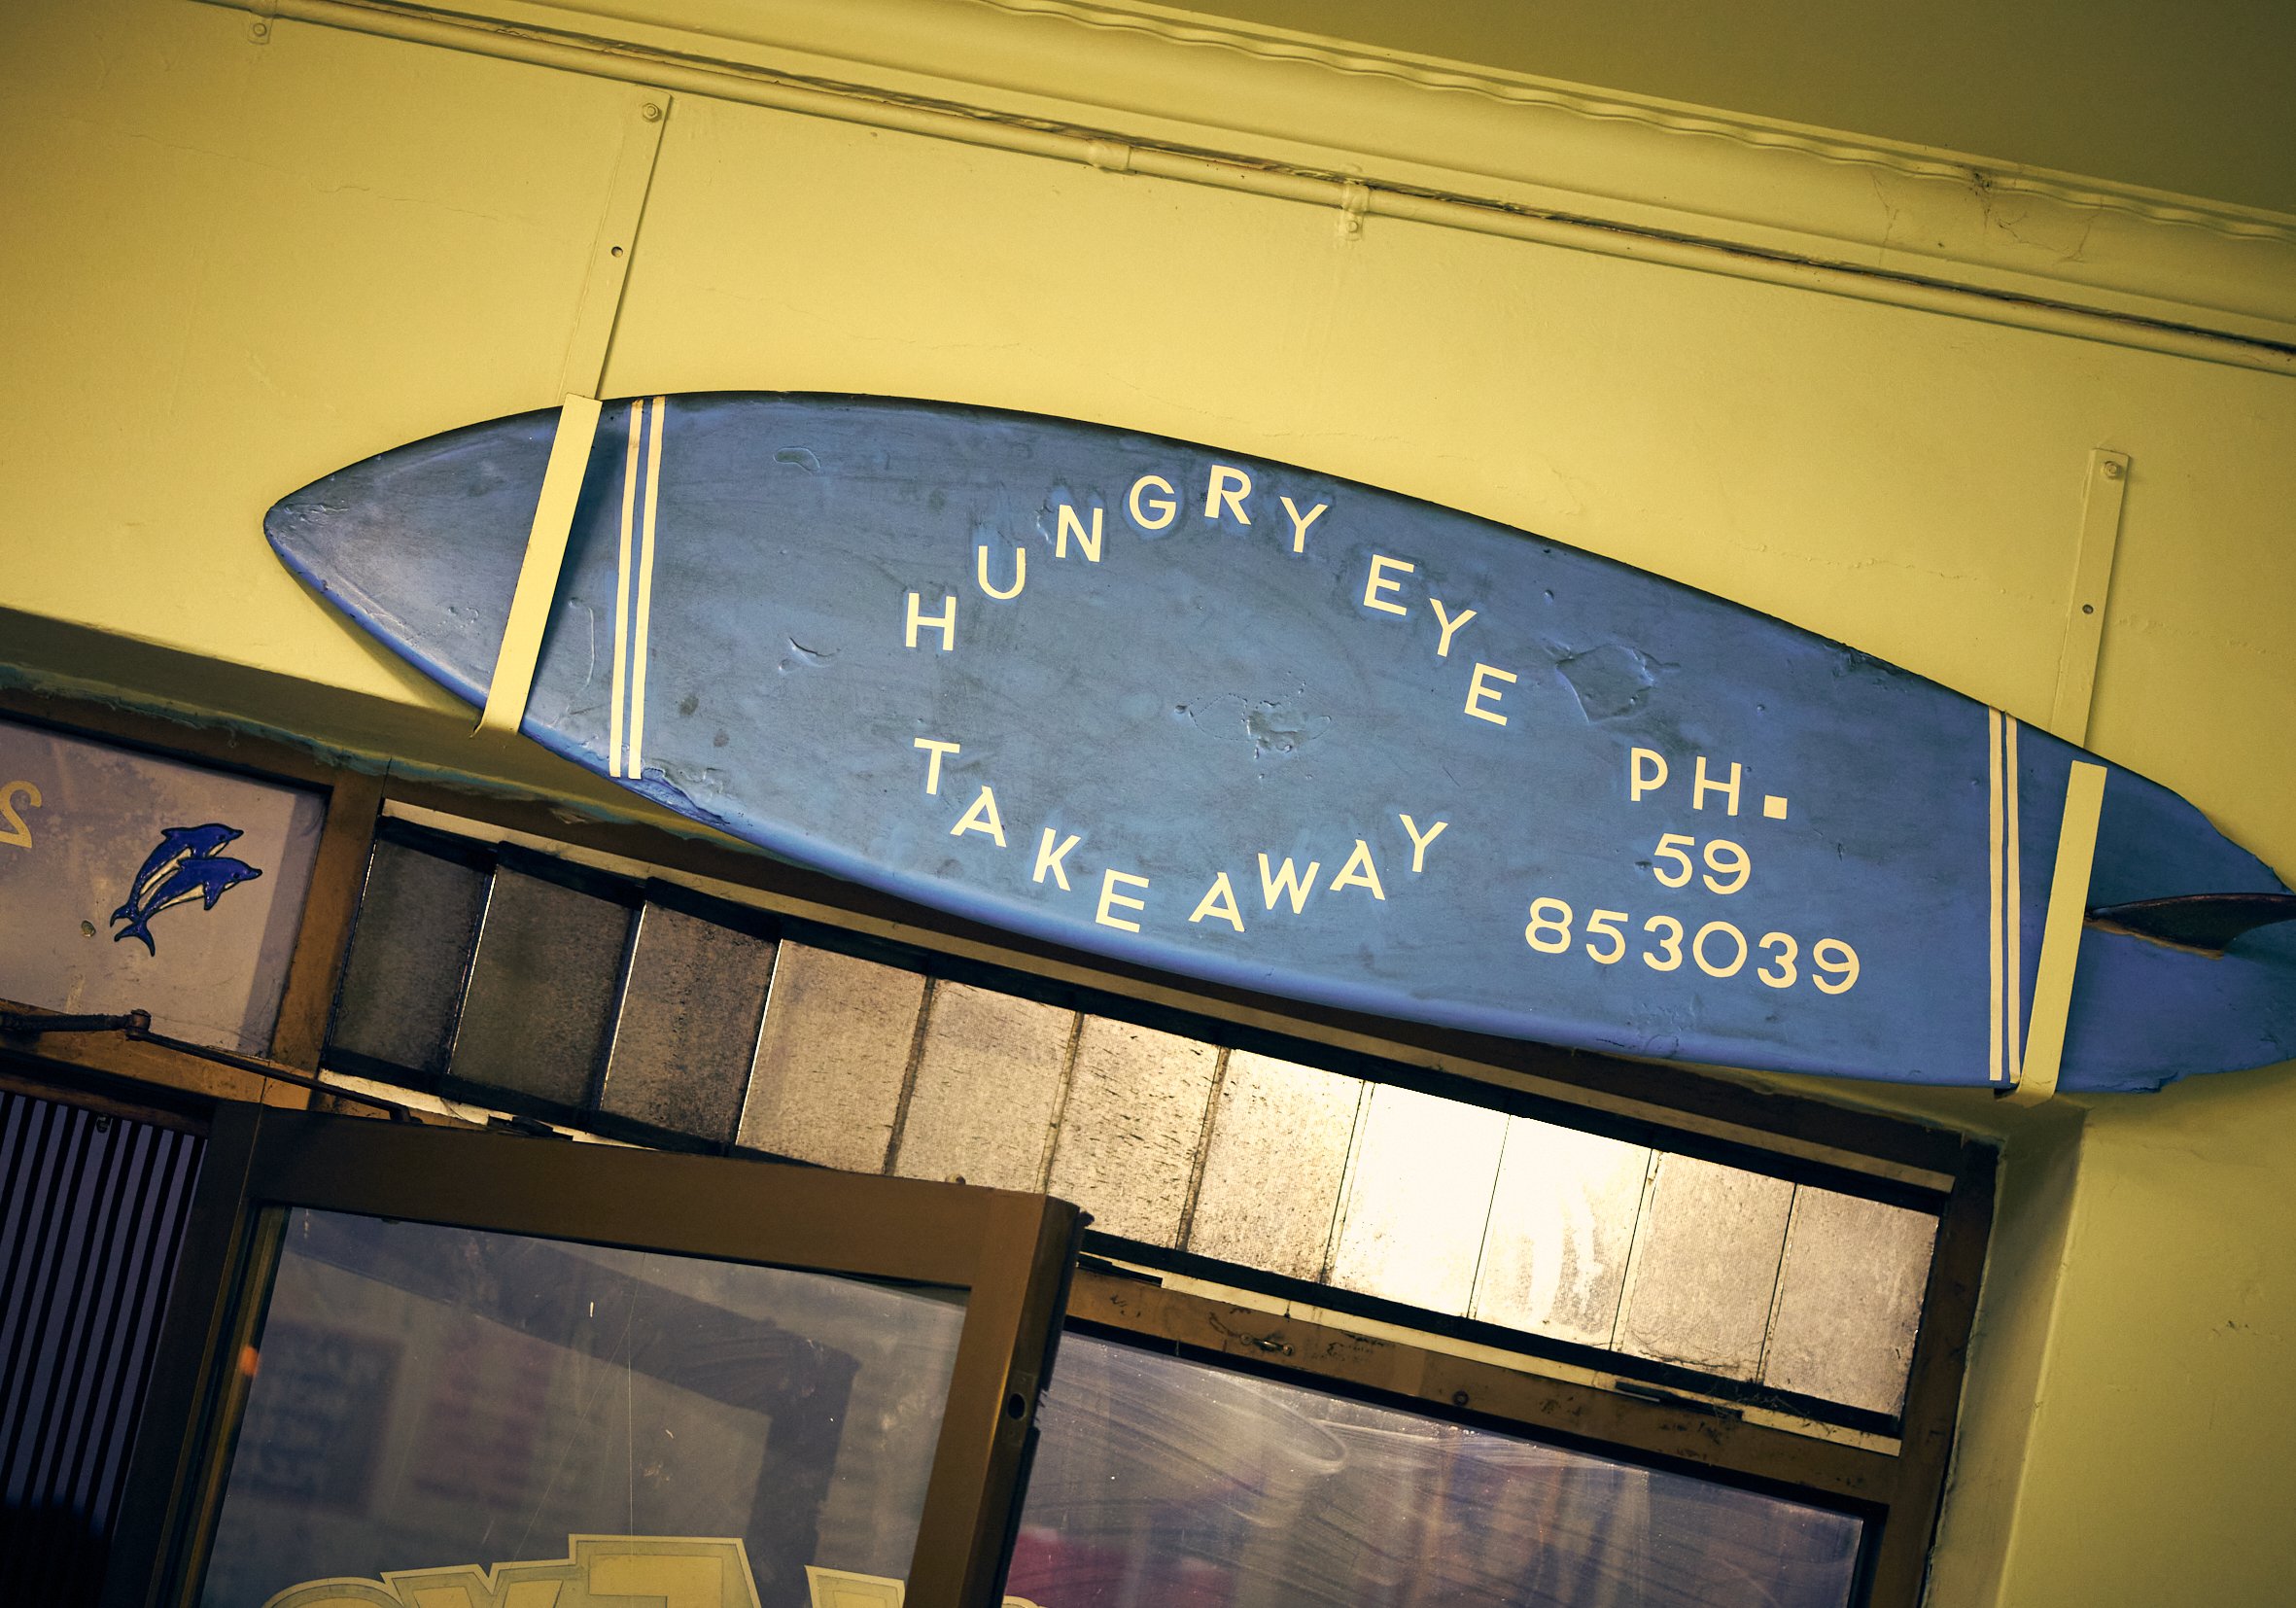 HUNGRY EYE
TAKEAWAY
PH.
59
853039